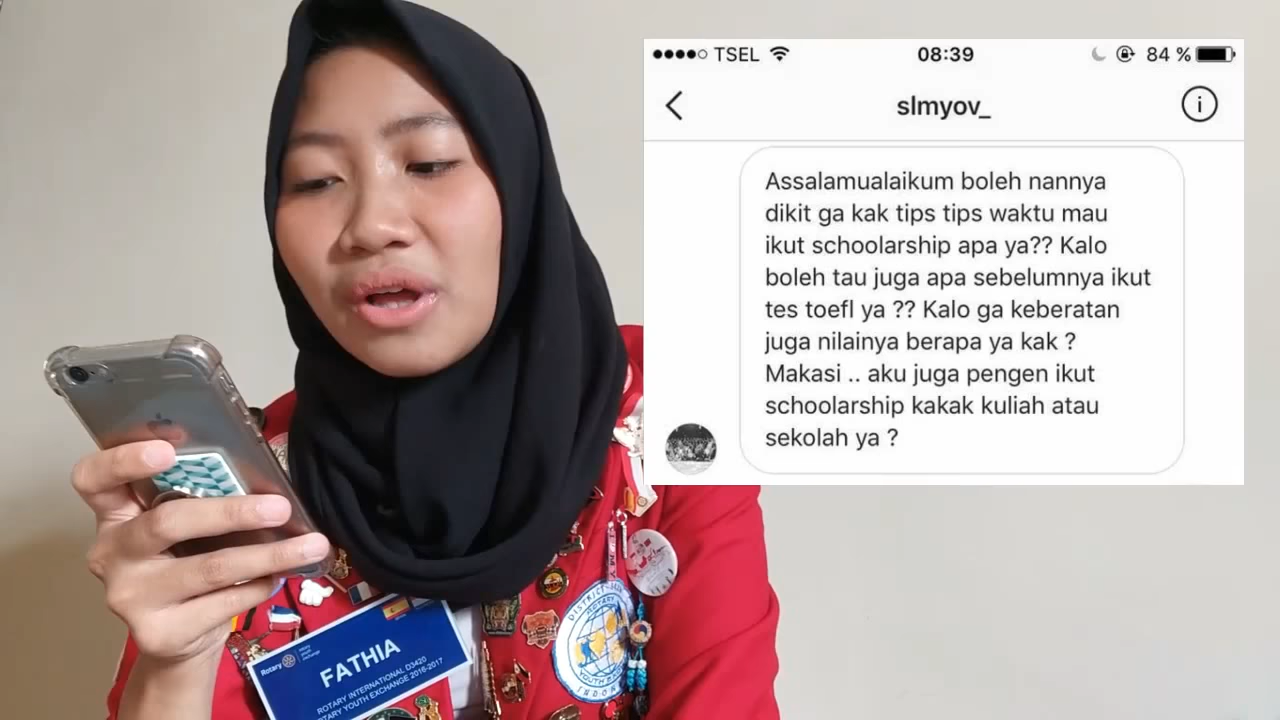 TSEL
08:39
84 %
slmyov_
Assalamualaikum boleh nannya
dikit ga kak tips tips waktu mau
ikut schoolarship apa ya?? Kalo
boleh tau juga apa sebelumnya ikut
tes toefl ya ?? Kalo ga keberatan
juga nilainya berapa ya kak ?
Makasi .. aku juga pengen ikut
schoolarship kakak kuliah atau
sekolah ya ?
Rotary
FATHIA
ROTARY INTERNATIONAL D3420
ROTARY YOUTH EXCHANGE 2016-2017
DISTRICT
ROTARY
YOUTH